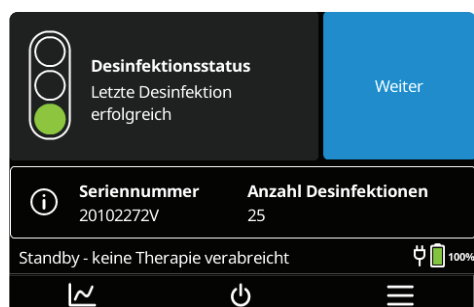 Desinfektionsstatus
Letzte Desinfektion
erfolgreich
Weiter
Seriennummer
20102272V
Anzahl Desinfektionen
25
Standby - keine Therapie verabreicht
100%